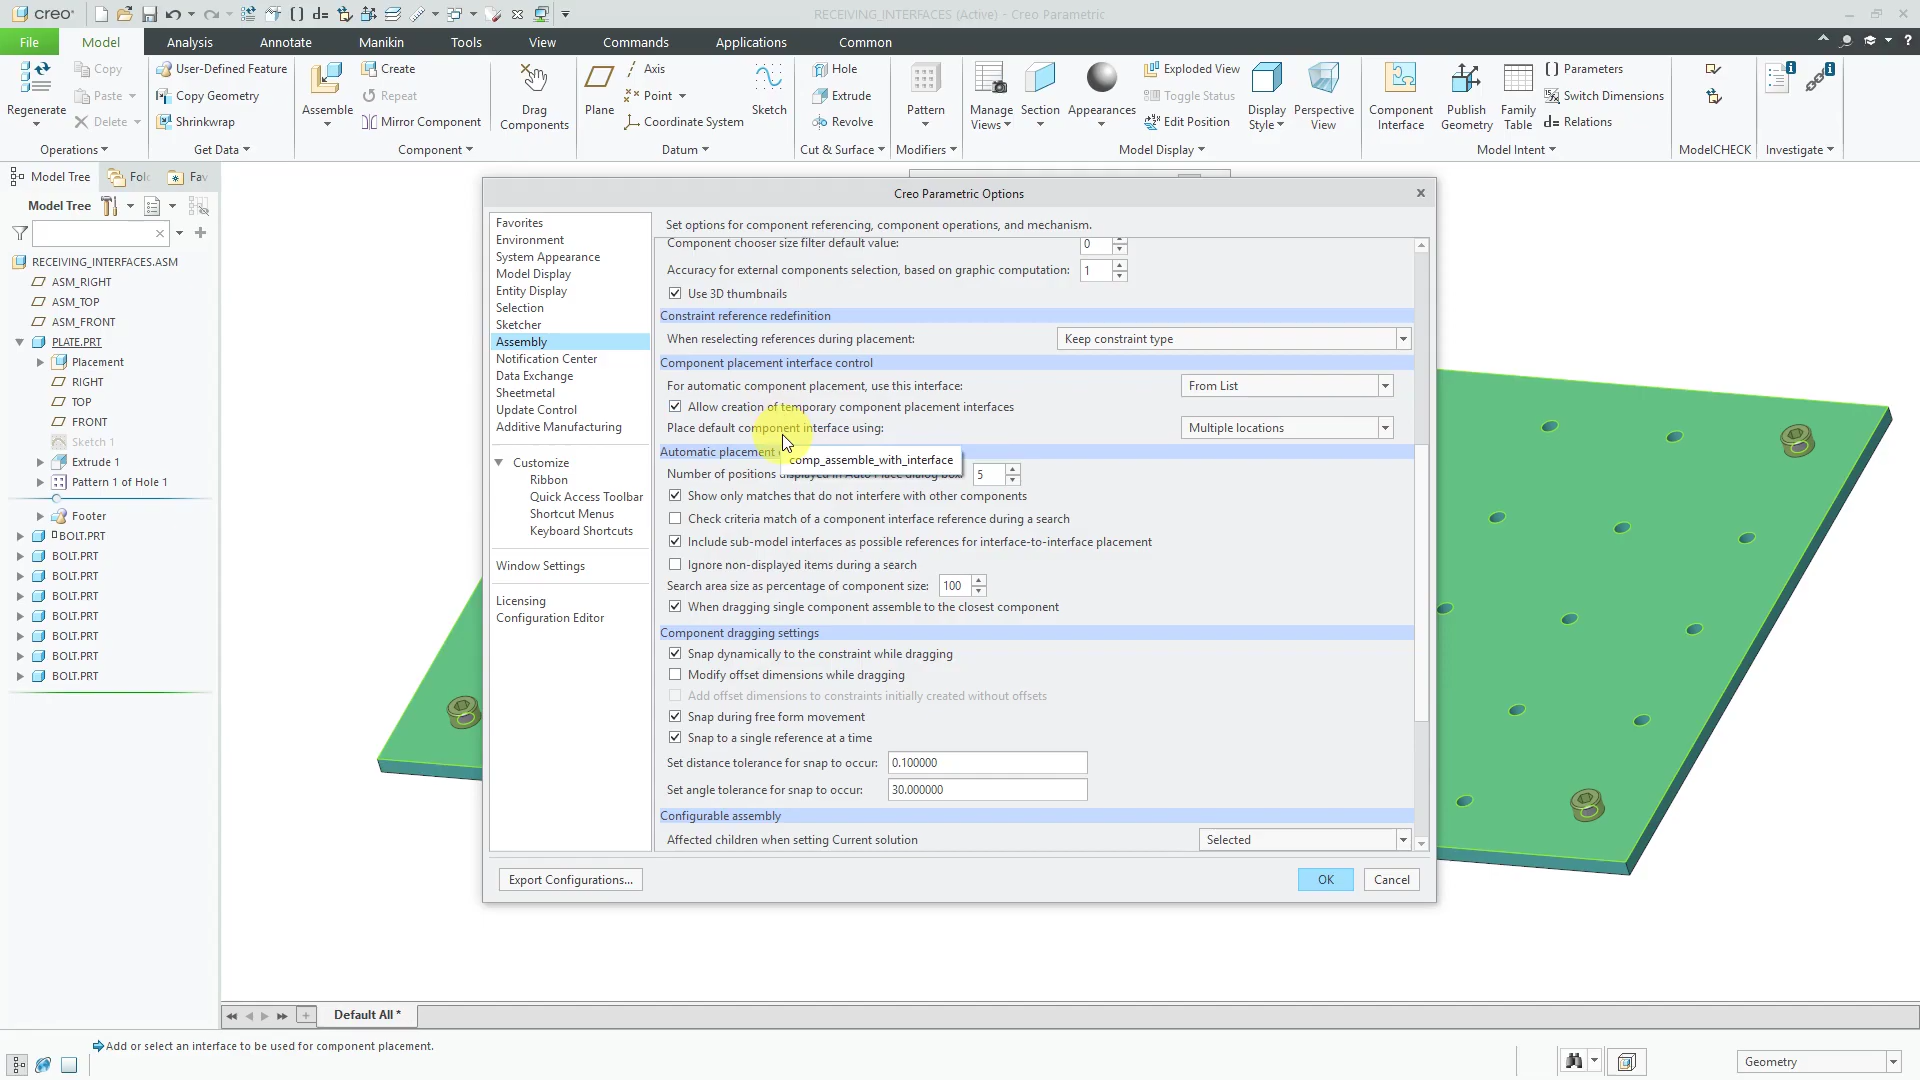 creo
RECEIVING_INTERFACES (Active) - Creo Parametric
File
Model
Analysis
Annotate
Manikin
Tools
View
Commands
Applications
Common
Regenerate
Copy
Paste
Delete
Operations
User-Defined Feature
Copy Geometry
Shrinkwrap
Get Data
Assemble
Create
Repeat
Mirror Component
Component
Drag
Components
Plane
Axis
Point
Coordinate System
Sketch
Datum
Hole
Extrude
Revolve
Cut & Surface
Pattern
Modifiers
Manage
Views
Section
Appearances
Exploded View
Toggle Status
Edit Position
Display
Style
Perspective
View
Model Display
Component
Interface
Publish
Geometry
Family
Table
Parameters
Switch Dimensions
d= Relations
Model Intent
ModelCHECK
Investigate
Model Tree
Fol
Fav
Model Tree
RECEIVING_INTERFACES.ASM
ASM_RIGHT
ASM_TOP
ASM_FRONT
PLATE.PRT
Placement
RIGHT
TOP
FRONT
Sketch 1
Extrude 1
Pattern 1 of Hole 1
Footer
BOLT.PRT
BOLT.PRT
BOLT.PRT
BOLT.PRT
BOLT.PRT
BOLT.PRT
BOLT.PRT
BOLT.PRT
Creo Parametric Options
Favorites
Environment
System Appearance
Model Display
Entity Display
Selection
Sketcher
Assembly
Notification Center
Data Exchange
Sheetmetal
Update Control
Additive Manufacturing
Customize
Ribbon
Quick Access Toolbar
Shortcut Menus
Keyboard Shortcuts
Window Settings
Licensing
Configuration Editor
Set options for component referencing, component operations, and mechanism.
Component chooser size filter default value: 0
Accuracy for external components selection, based on graphic computation: 1
Use 3D thumbnails
Constraint reference redefinition
When reselecting references during placement: Keep constraint type
Component placement interface control
For automatic component placement, use this interface: From List
Allow creation of temporary component placement interfaces
Place default component interface using: Multiple locations
Automatic placement
comp_assemble_with_interface
Number of positions displayed in Auto Place dialog box: 5
Show only matches that do not interfere with other components
Check criteria match of a component interface reference during a search
Include sub-model interfaces as possible references for interface-to-interface placement
Ignore non-displayed items during a search
Search area size as percentage of component size: 100
When dragging single component assemble to the closest component
Component dragging settings
Snap dynamically to the constraint while dragging
Modify offset dimensions while dragging
Add offset dimensions to constraints initially created without offsets
Snap during free form movement
Snap to a single reference at a time
Set distance tolerance for snap to occur: 0.100000
Set angle tolerance for snap to occur: 30.000000
Configurable assembly
Affected children when setting Current solution Selected
Export Configurations...
OK
Cancel
Default All *
Add or select an interface to be used for component placement.
Geometry